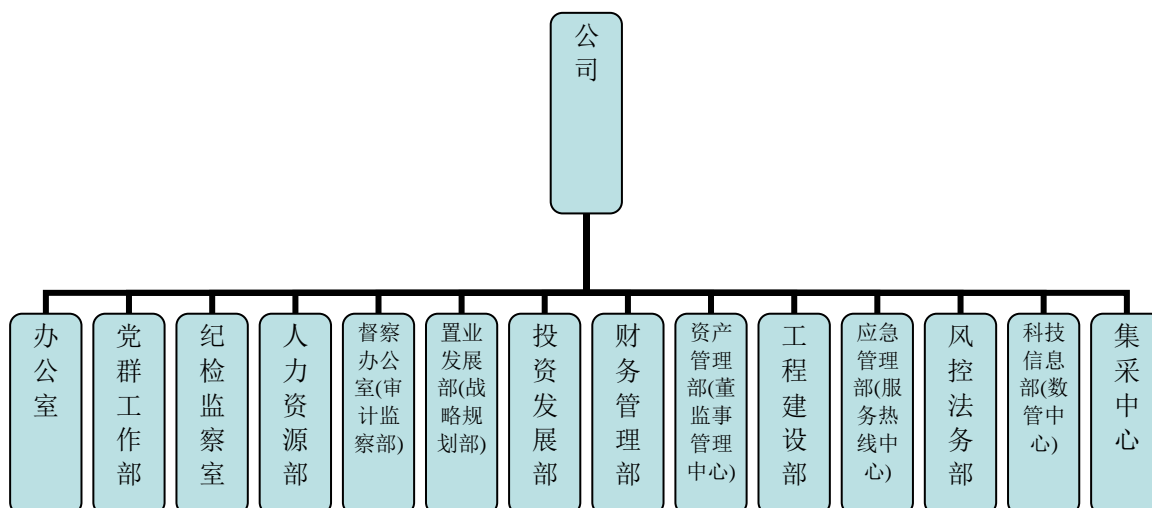 公
司
办
公
室
党
群
工
作
部
纪
检
监
察
室
人
力
资
源
部
督察
办公
室(审
计监
察部)
置业
发展
部(战
略规
划部)
投
资
发
展
部
财
务
管
理
部
资产
管理
部(董
监事
管理
中心)
工
程
建
设
部
应急
管理
部(服
务热
线中
心)
风
控
法
务
部
科技
信息
部(数
管中
心)
集
采
中
心